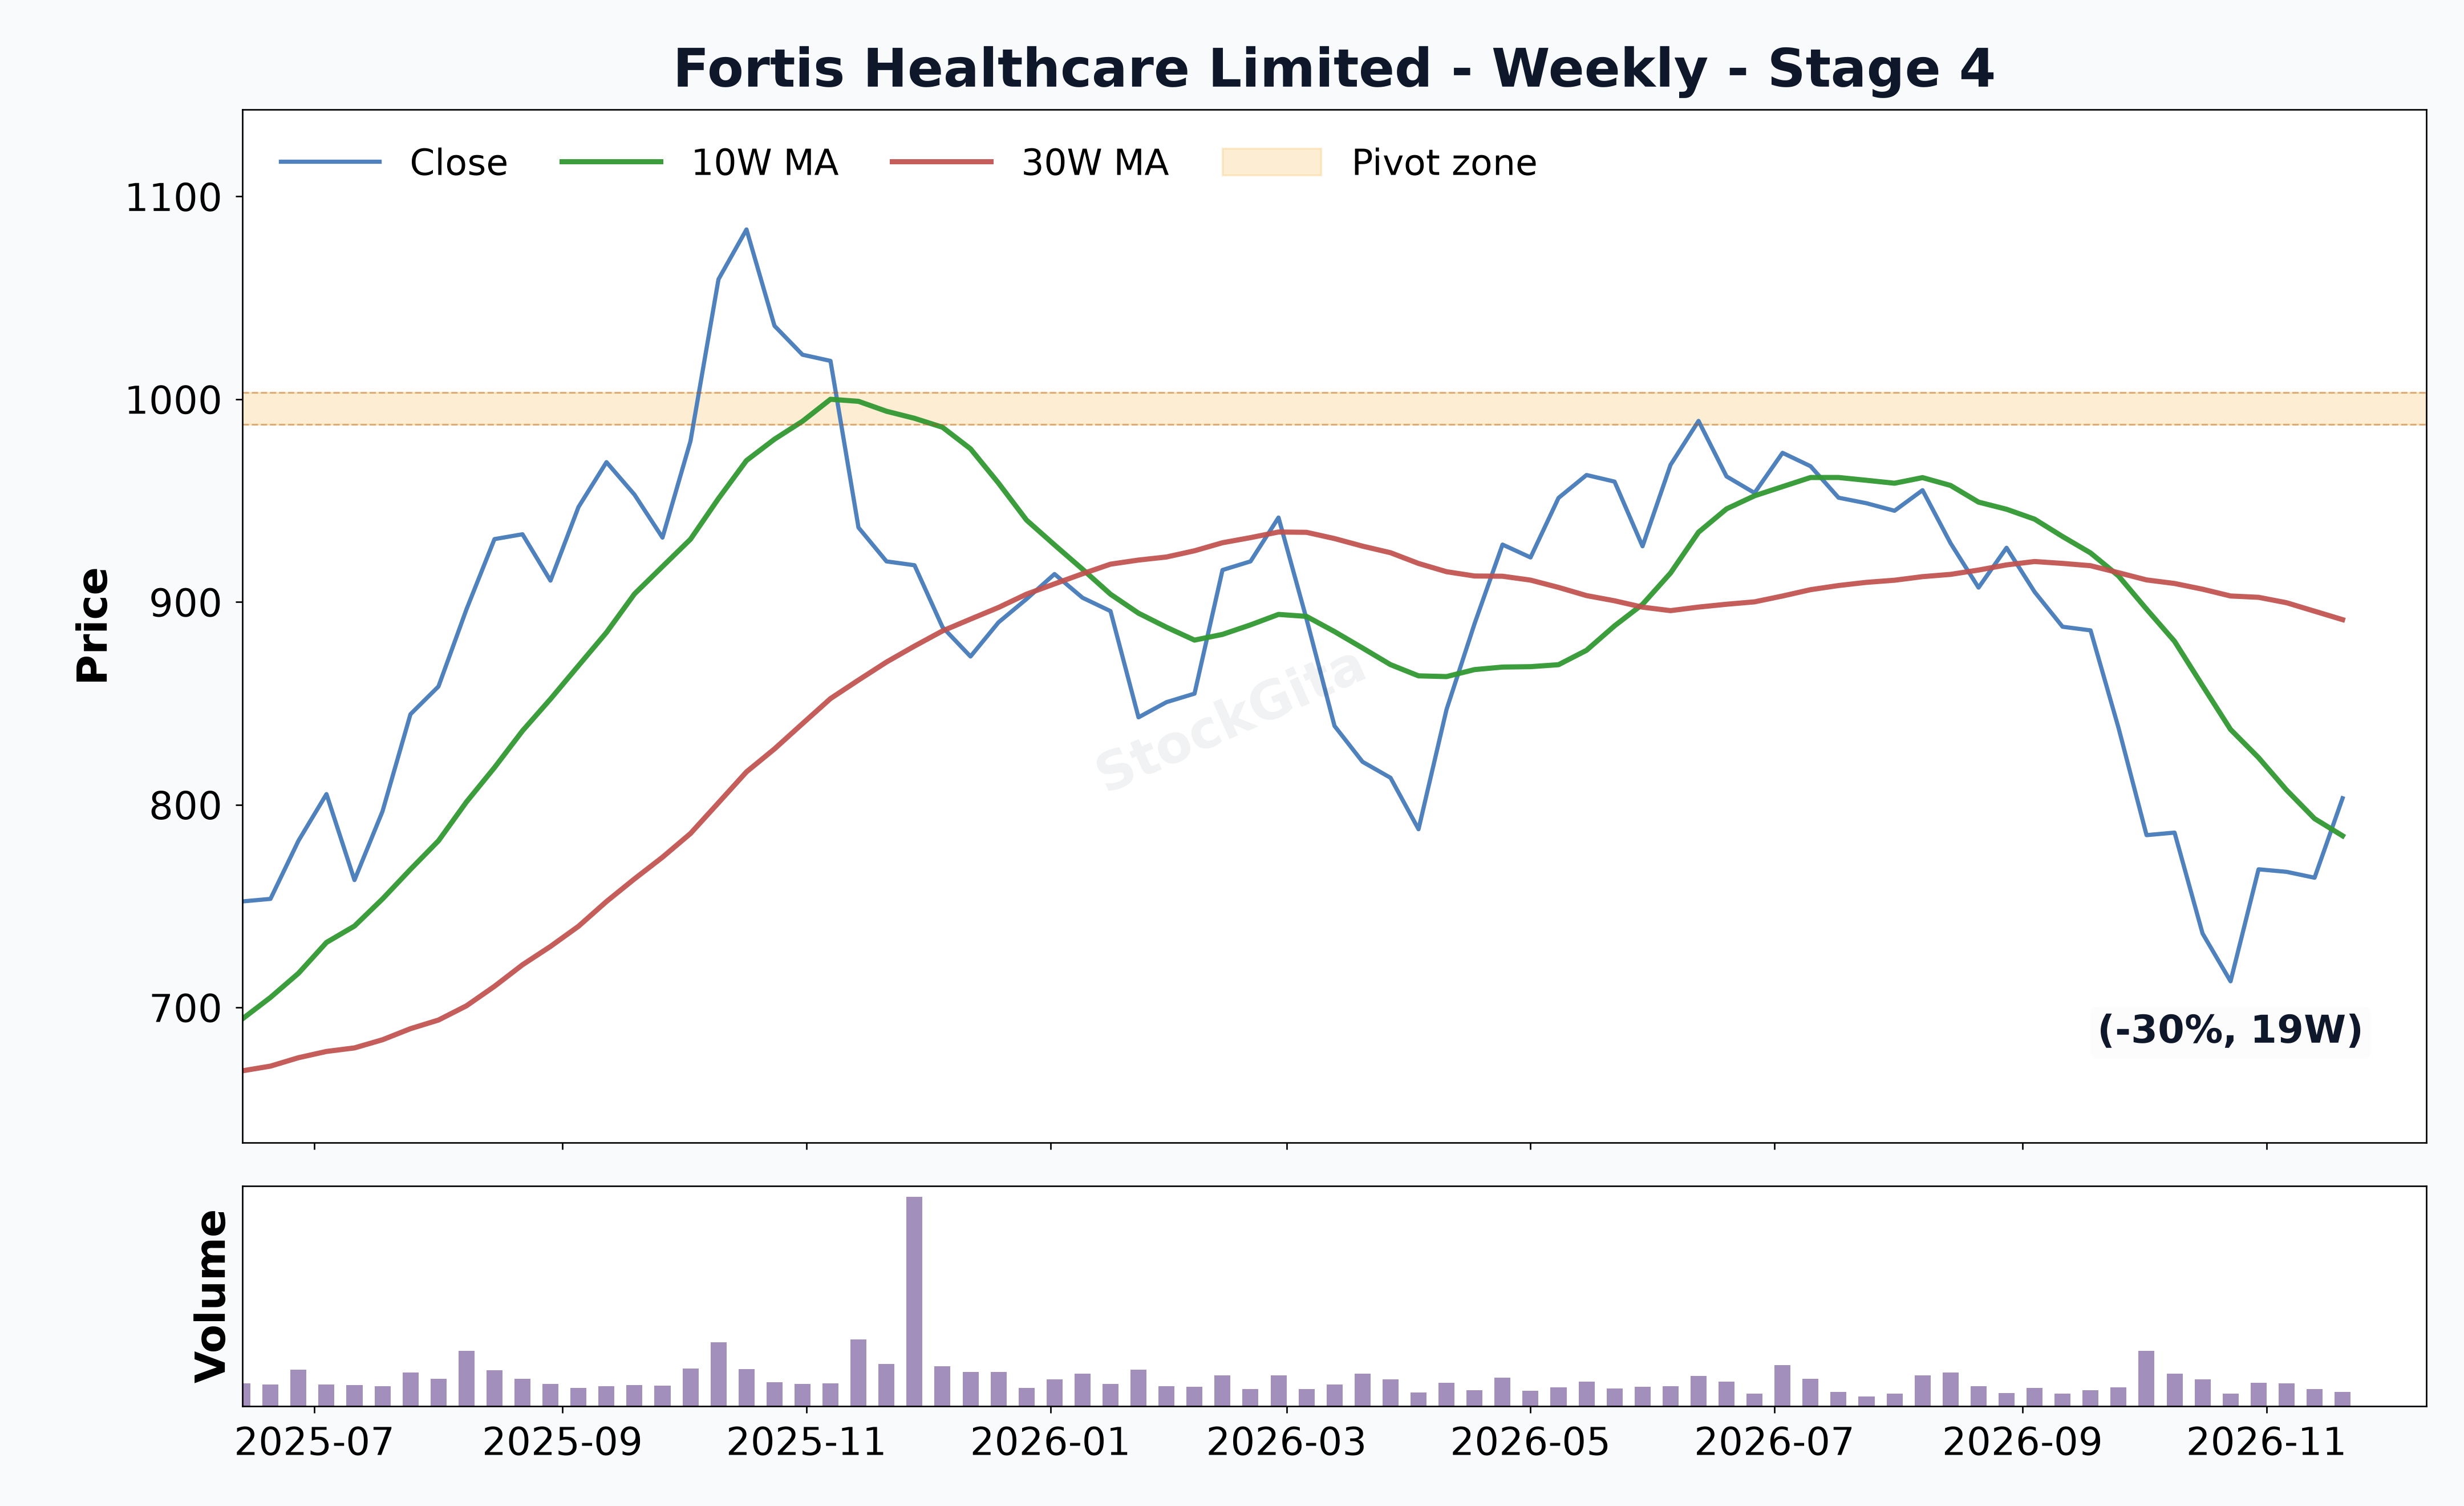 Fortis Healthcare Limited - Weekly - Stage 4
Close 10W MA 30W MA Pivot zone
1100
1000
900
800
700
Price
StockGita
(-30%, 19W)
Volume
2025-07 2025-09 2025-11 2026-01 2026-03 2026-05 2026-07 2026-09 2026-11